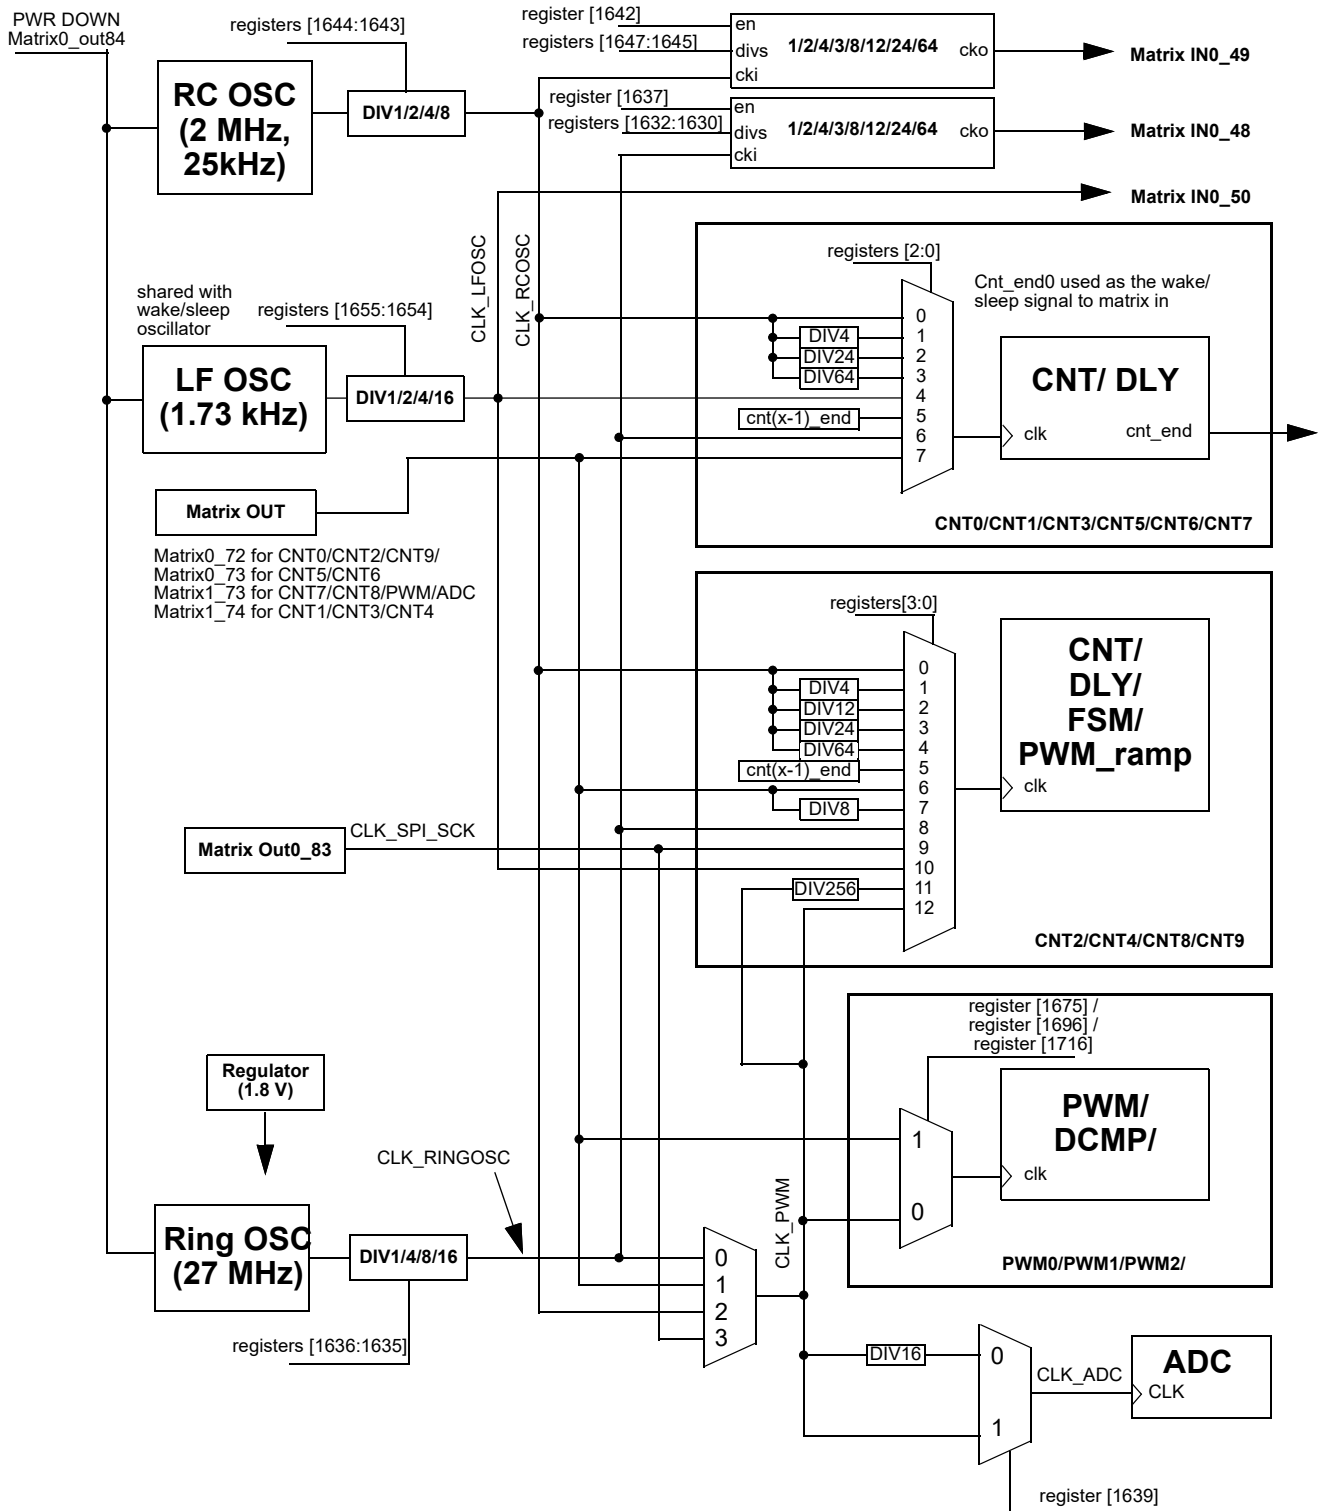 PWR DOWN
Matrix0_out84
registers [1644:1643]
RC OSC
(2 MHz,
25kHz)
DIV1/2/4/8
register [1642]
registers [1647:1645]
en
divs
cki
1/2/4/3/8/12/24/64
cko
Matrix IN0_49
register [1637]
registers [1632:1630]
en
divs
cki
1/2/4/3/8/12/24/64
cko
Matrix IN0_48
Matrix IN0_50
CLK_LFOSC
CLK_RCOSC
shared with
wake/sleep
oscillator
registers [1655:1654]
LF OSC
(1.73 kHz)
DIV1/2/4/16
Matrix OUT
Matrix0_72 for CNT0/CNT2/CNT9/
Matrix0_73 for CNT5/CNT6
Matrix1_73 for CNT7/CNT8/PWM/ADC
Matrix1_74 for CNT1/CNT3/CNT4
registers [2:0]
Cnt_end0 used as the wake/
sleep signal to matrix in
DIV4
DIV24
DIV64
cnt(x-1)_end
0
1
2
3
4
5
6
7
CNT/ DLY
clk
cnt_end
CNT0/CNT1/CNT3/CNT5/CNT6/CNT7
registers[3:0]
DIV4
DIV12
DIV24
DIV64
cnt(x-1)_end
DIV8
DIV256
0
1
2
3
4
5
6
7
8
9
10
11
12
CNT/
DLY/
FSM/
PWM_ramp
clk
CNT2/CNT4/CNT8/CNT9
Matrix Out0_83
CLK_SPI_SCK
register [1675] /
register [1696] /
register [1716]
1
0
PWM/
DCMP/
clk
PWM0/PWM1/PWM2/
Regulator
(1.8 V)
CLK_RINGOSC
Ring OSC
(27 MHz)
DIV1/4/8/16
registers [1636:1635]
0
1
2
3
CLK_PWM
DIV16
0
1
CLK_ADC
ADC
CLK
register [1639]